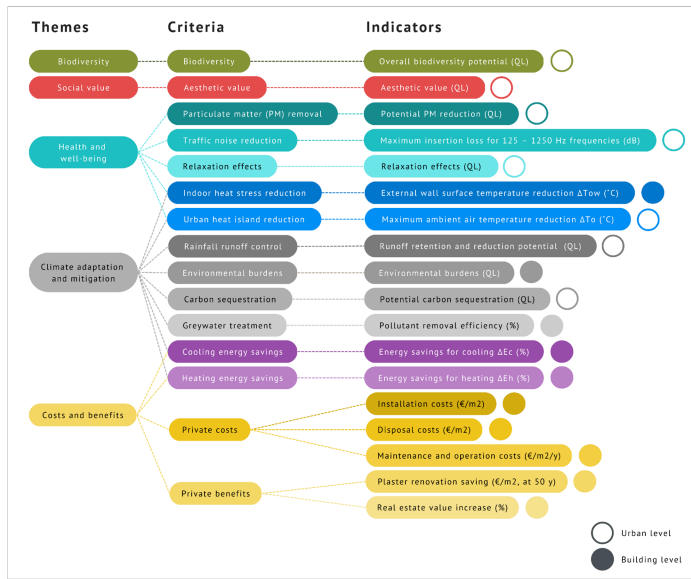 Themes Criteria Indicators
Biodiversity Biodiversity Overall biodiversity potential (QL)
Social value Aesthetic value Aesthetic value (QL)
Particulate matter (PM) removal Potential PM reduction (QL)
Health and
well-being
Traffic noise reduction Maximum insertion loss for 125 – 1250 Hz frequencies (dB)
Relaxation effects Relaxation effects (QL)
Indoor heat stress reduction External wall surface temperature reduction ΔTow (˚C)
Urban heat island reduction Maximum ambient air temperature reduction ΔTo (˚C)
Rainfall runoff control Runoff retention and reduction potential (QL)
Climate adaptation
and mitigation
Environmental burdens Environmental burdens (QL)
Carbon sequestration Potential carbon sequestration (QL)
Greywater treatment Pollutant removal efficiency (%)
Cooling energy savings Energy savings for cooling ΔEc (%)
Heating energy savings Energy savings for heating ΔEh (%)
Costs and benefits
Installation costs (€/m2)
Private costs Disposal costs (€/m2)
Maintenance and operation costs (€/m2/y)
Plaster renovation saving (€/m2, at 50 y)
Private benefits
Real estate value increase (%)
Urban level
Building level